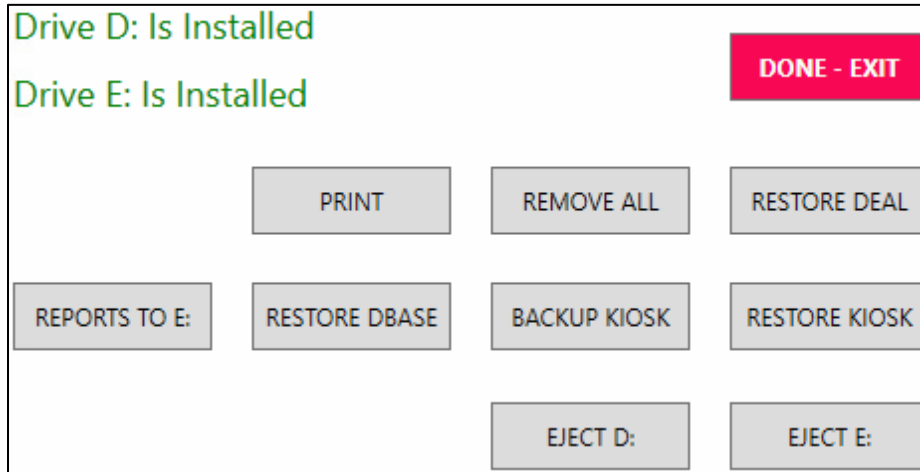 Drive D: Is Installed
DONE - EXIT
Drive E: Is Installed
PRINT
REMOVE ALL
RESTORE DEAL
REPORTS TO E:
RESTORE DBASE
BACKUP KIOSK
RESTORE KIOSK
EJECT D:
EJECT E: